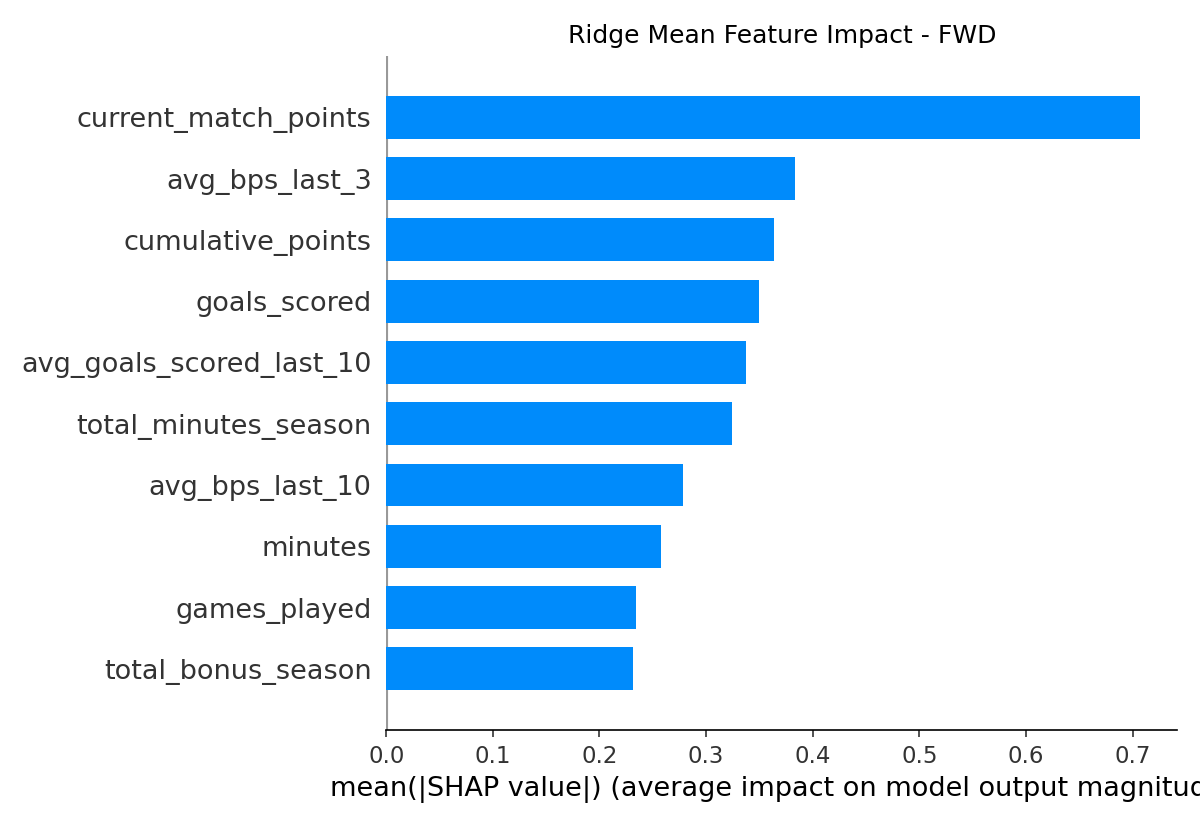 Ridge Mean Feature Impact - FWD
current_match_points
avg_bps_last_3
cumulative_points
goals_scored
avg_goals_scored_last_10
total_minutes_season
avg_bps_last_10
minutes
games_played
total_bonus_season
0.0 0.1 0.2 0.3 0.4 0.5 0.6 0.7
mean(|SHAP value|) (average impact on model output